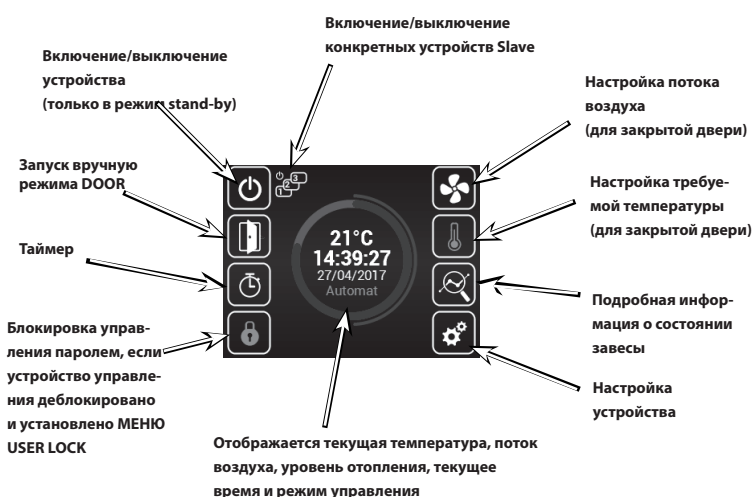 Включение/выключение
конкретных устройств Slave
Включение/выключение
устройства
(только в режим stand-by)
Настройка потока
воздуха
(для закрытой двери)
Запуск вручную
режима DOOR
Настройка требуе-
мой температуры
(для закрытой двери)
Таймер
1 2 3
21°C
14:39:27
27/04/2017
Automat
Подробная инфор-
мация о состоянии
завесы
Блокировка управ-
ления паролем, если
устройство управле-
ния деблокировано
и установлено МЕНЮ
USER LOCK
Настройка
устройства
Отображается текущая температура, поток
воздуха, уровень отопления, текущее
время и режим управления